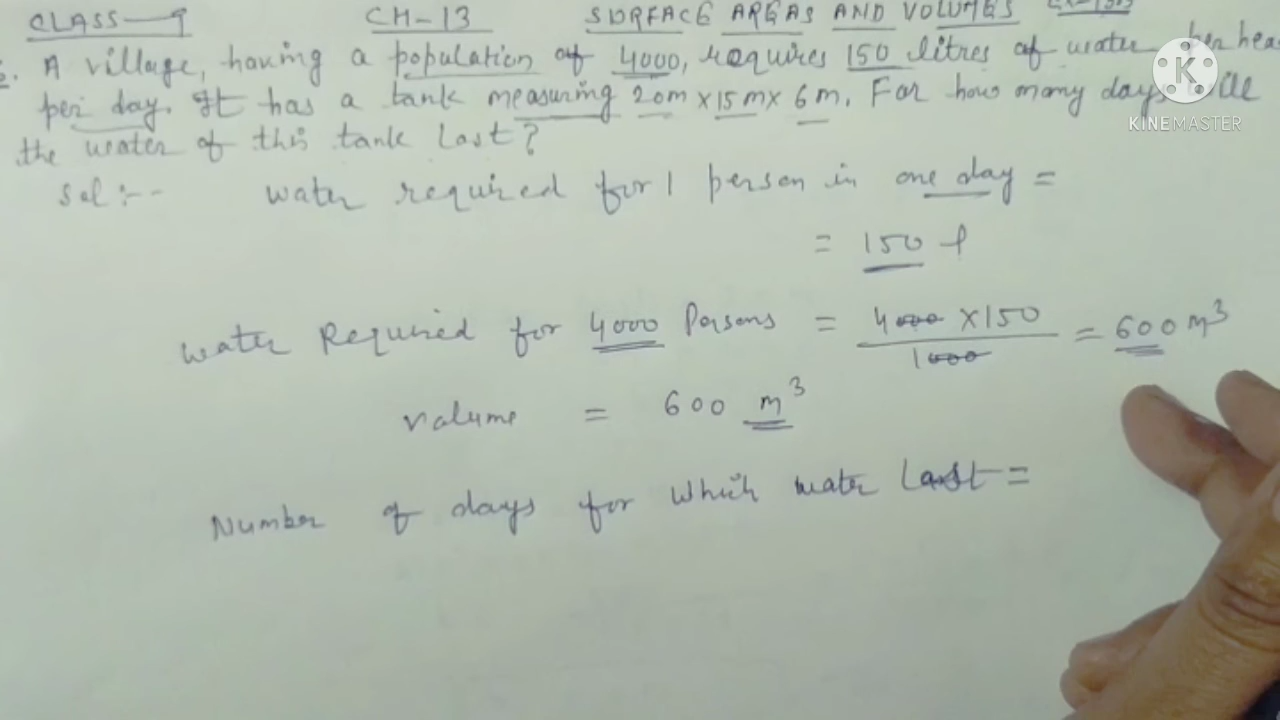 CLASS-9 CH-13 SURFACE AREAS AND VOLUMES
A village, having a population of 4000, requires 150 litres of water per head
per day. It has a tank measuring 20m x 15m x 6m. For how many days will
the water of this tank last?
Sol:-- water required for 1 person in one day =
= 150 l
Water Required for 4000 Persons = 4000 X 150 / 1000 = 600 m³
Volume = 600 m³
Number of days for which water Last =
K
KINEMASTER